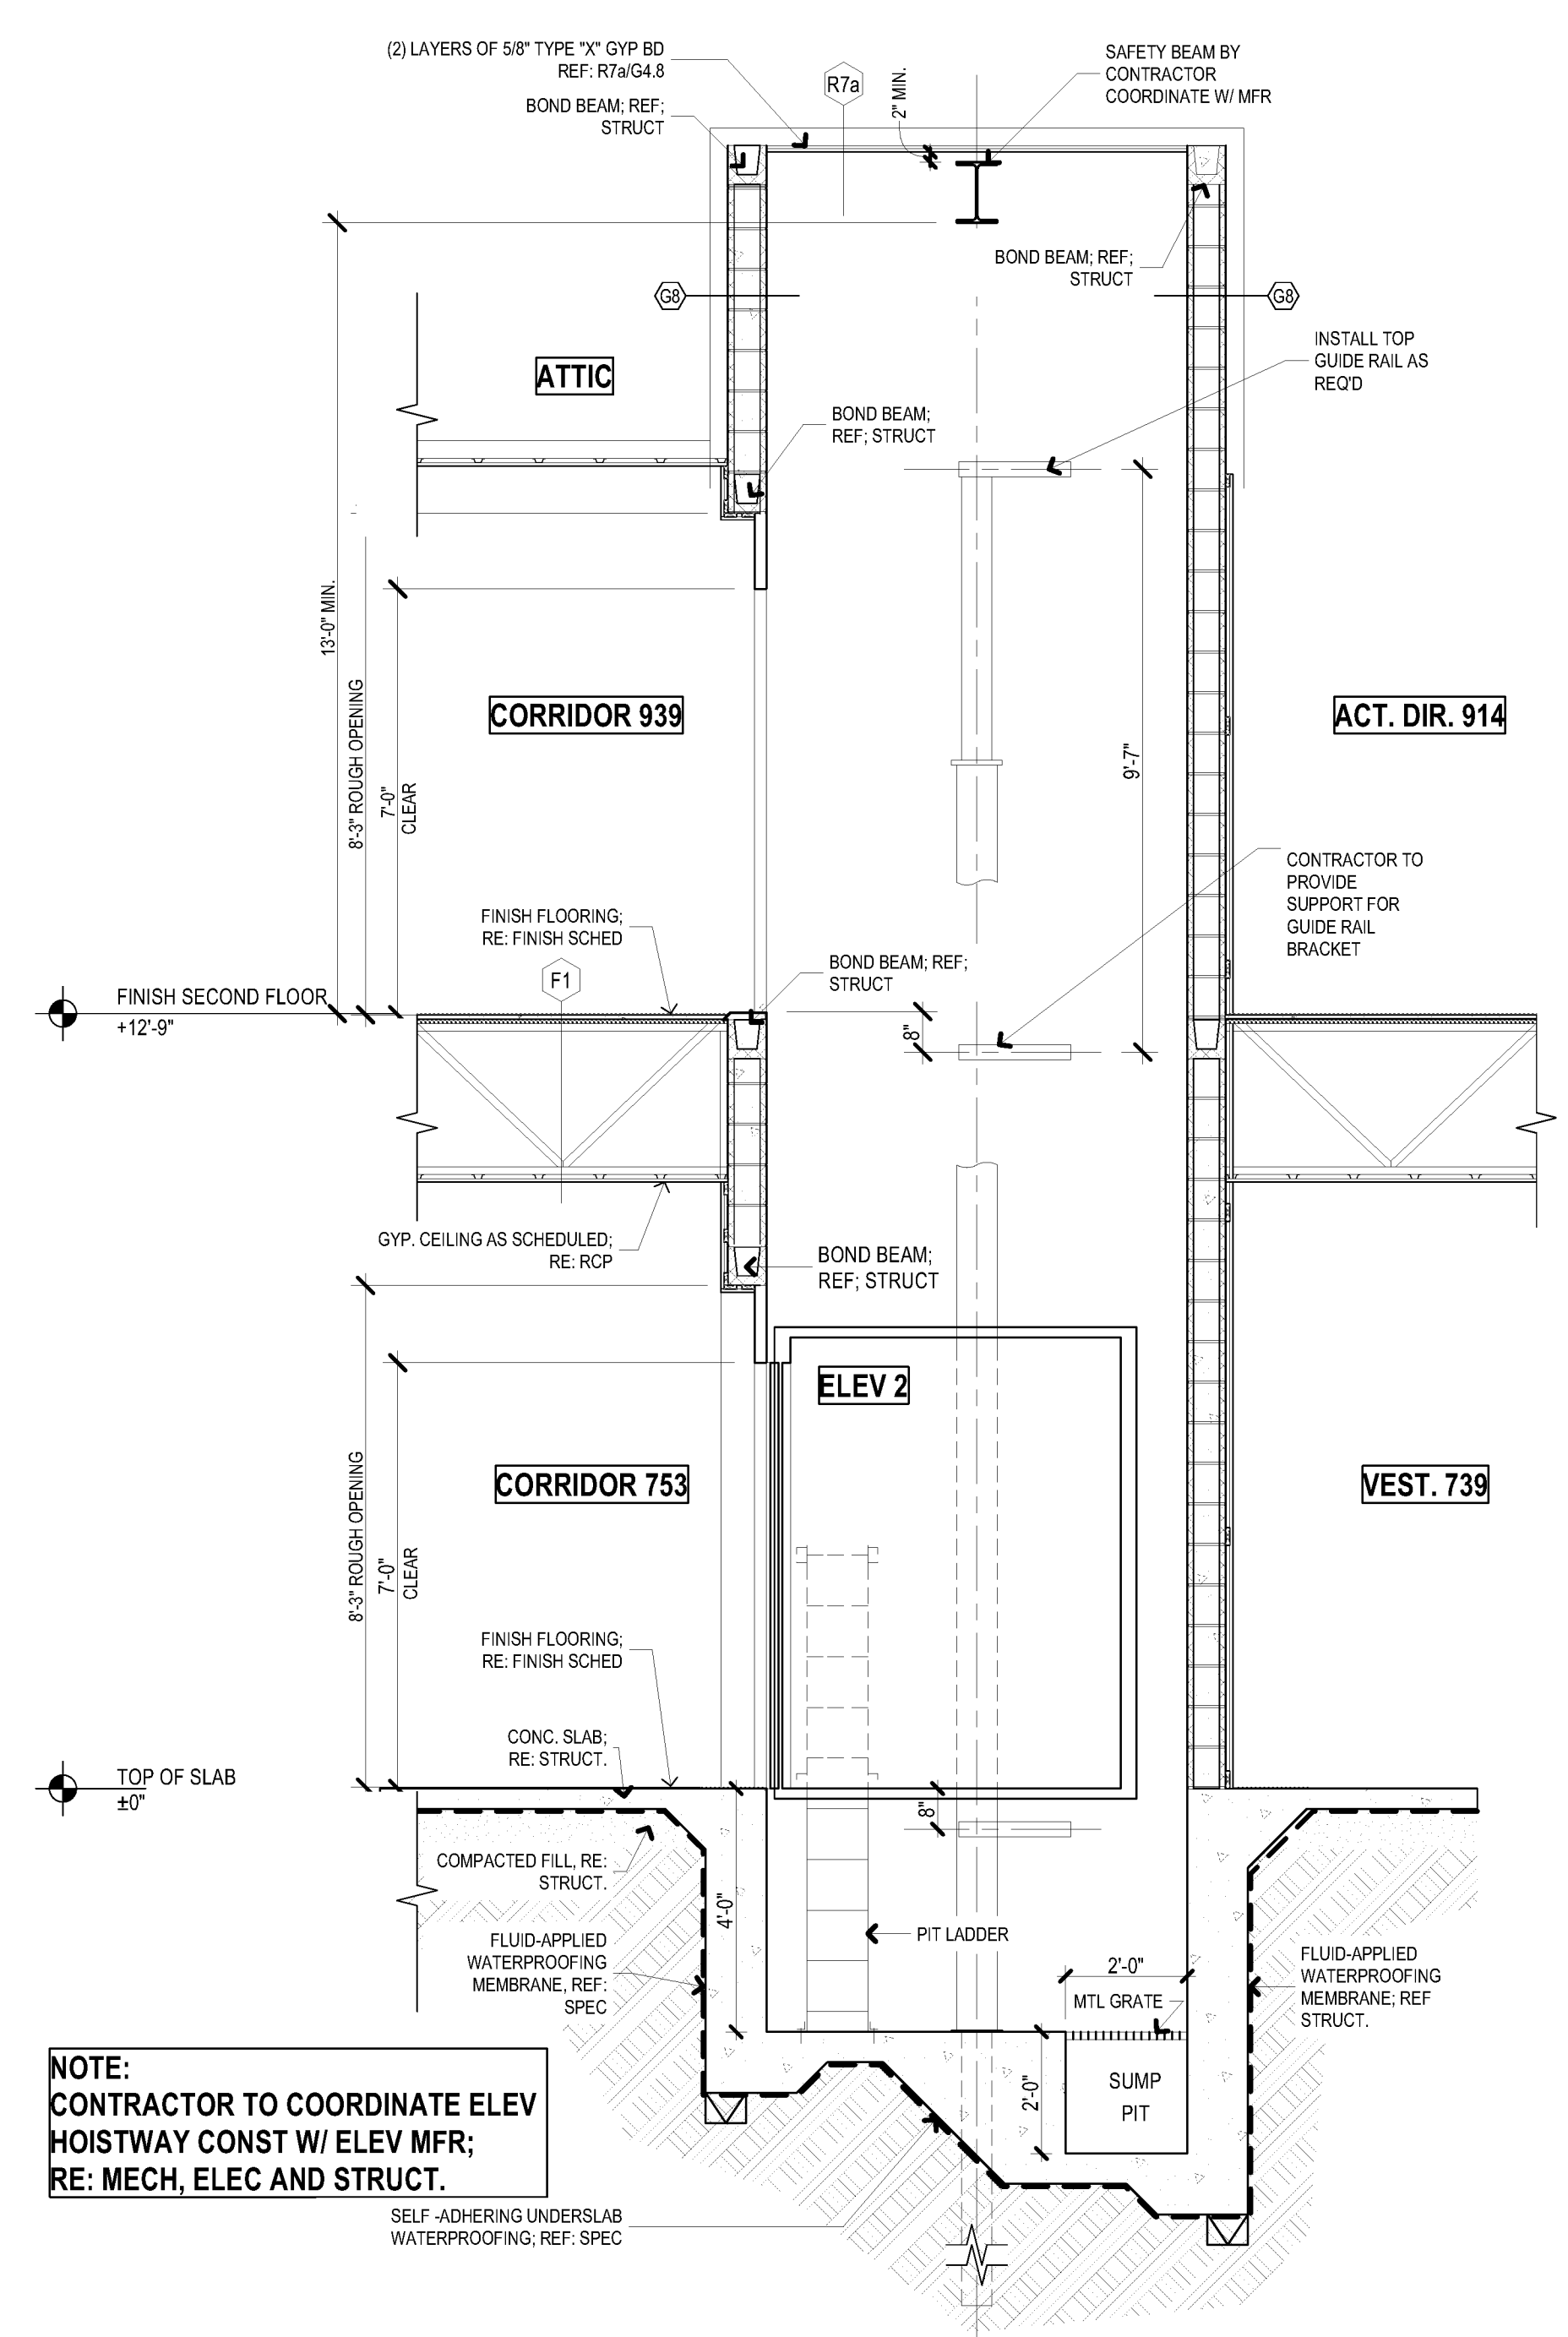 (2) LAYERS OF 5/8" TYPE "X" GYP BD
REF: R7a/G4.8
BOND BEAM; REF;
STRUCT
R7a
2" MIN.
SAFETY BEAM BY
CONTRACTOR
COORDINATE W/ MFR
BOND BEAM; REF;
STRUCT
G8
G8
INSTALL TOP
GUIDE RAIL AS
REQ'D
ATTIC
BOND BEAM;
REF; STRUCT
13'-0" MIN.
8'-3" ROUGH OPENING
7'-0"
CLEAR
CORRIDOR 939
ACT. DIR. 914
9'-7"
CONTRACTOR TO
PROVIDE
SUPPORT FOR
GUIDE RAIL
BRACKET
FINISH FLOORING;
RE: FINISH SCHED
F1
BOND BEAM; REF;
STRUCT
FINISH SECOND FLOOR
+12'-9"
8"
GYP. CEILING AS SCHEDULED;
RE: RCP
BOND BEAM;
REF; STRUCT
ELEV 2
8'-3" ROUGH OPENING
7'-0"
CLEAR
CORRIDOR 753
VEST. 739
FINISH FLOORING;
RE: FINISH SCHED
CONC. SLAB;
RE: STRUCT.
TOP OF SLAB
±0"
8"
COMPACTED FILL, RE:
STRUCT.
4'-0"
PIT LADDER
FLUID-APPLIED
WATERPROOFING
MEMBRANE, REF:
SPEC
2'-0"
MTL GRATE
FLUID-APPLIED
WATERPROOFING
MEMBRANE; REF
STRUCT.
2'-0"
SUMP
PIT
NOTE:
CONTRACTOR TO COORDINATE ELEV
HOISTWAY CONST W/ ELEV MFR;
RE: MECH, ELEC AND STRUCT.
SELF -ADHERING UNDERSLAB
WATERPROOFING; REF: SPEC